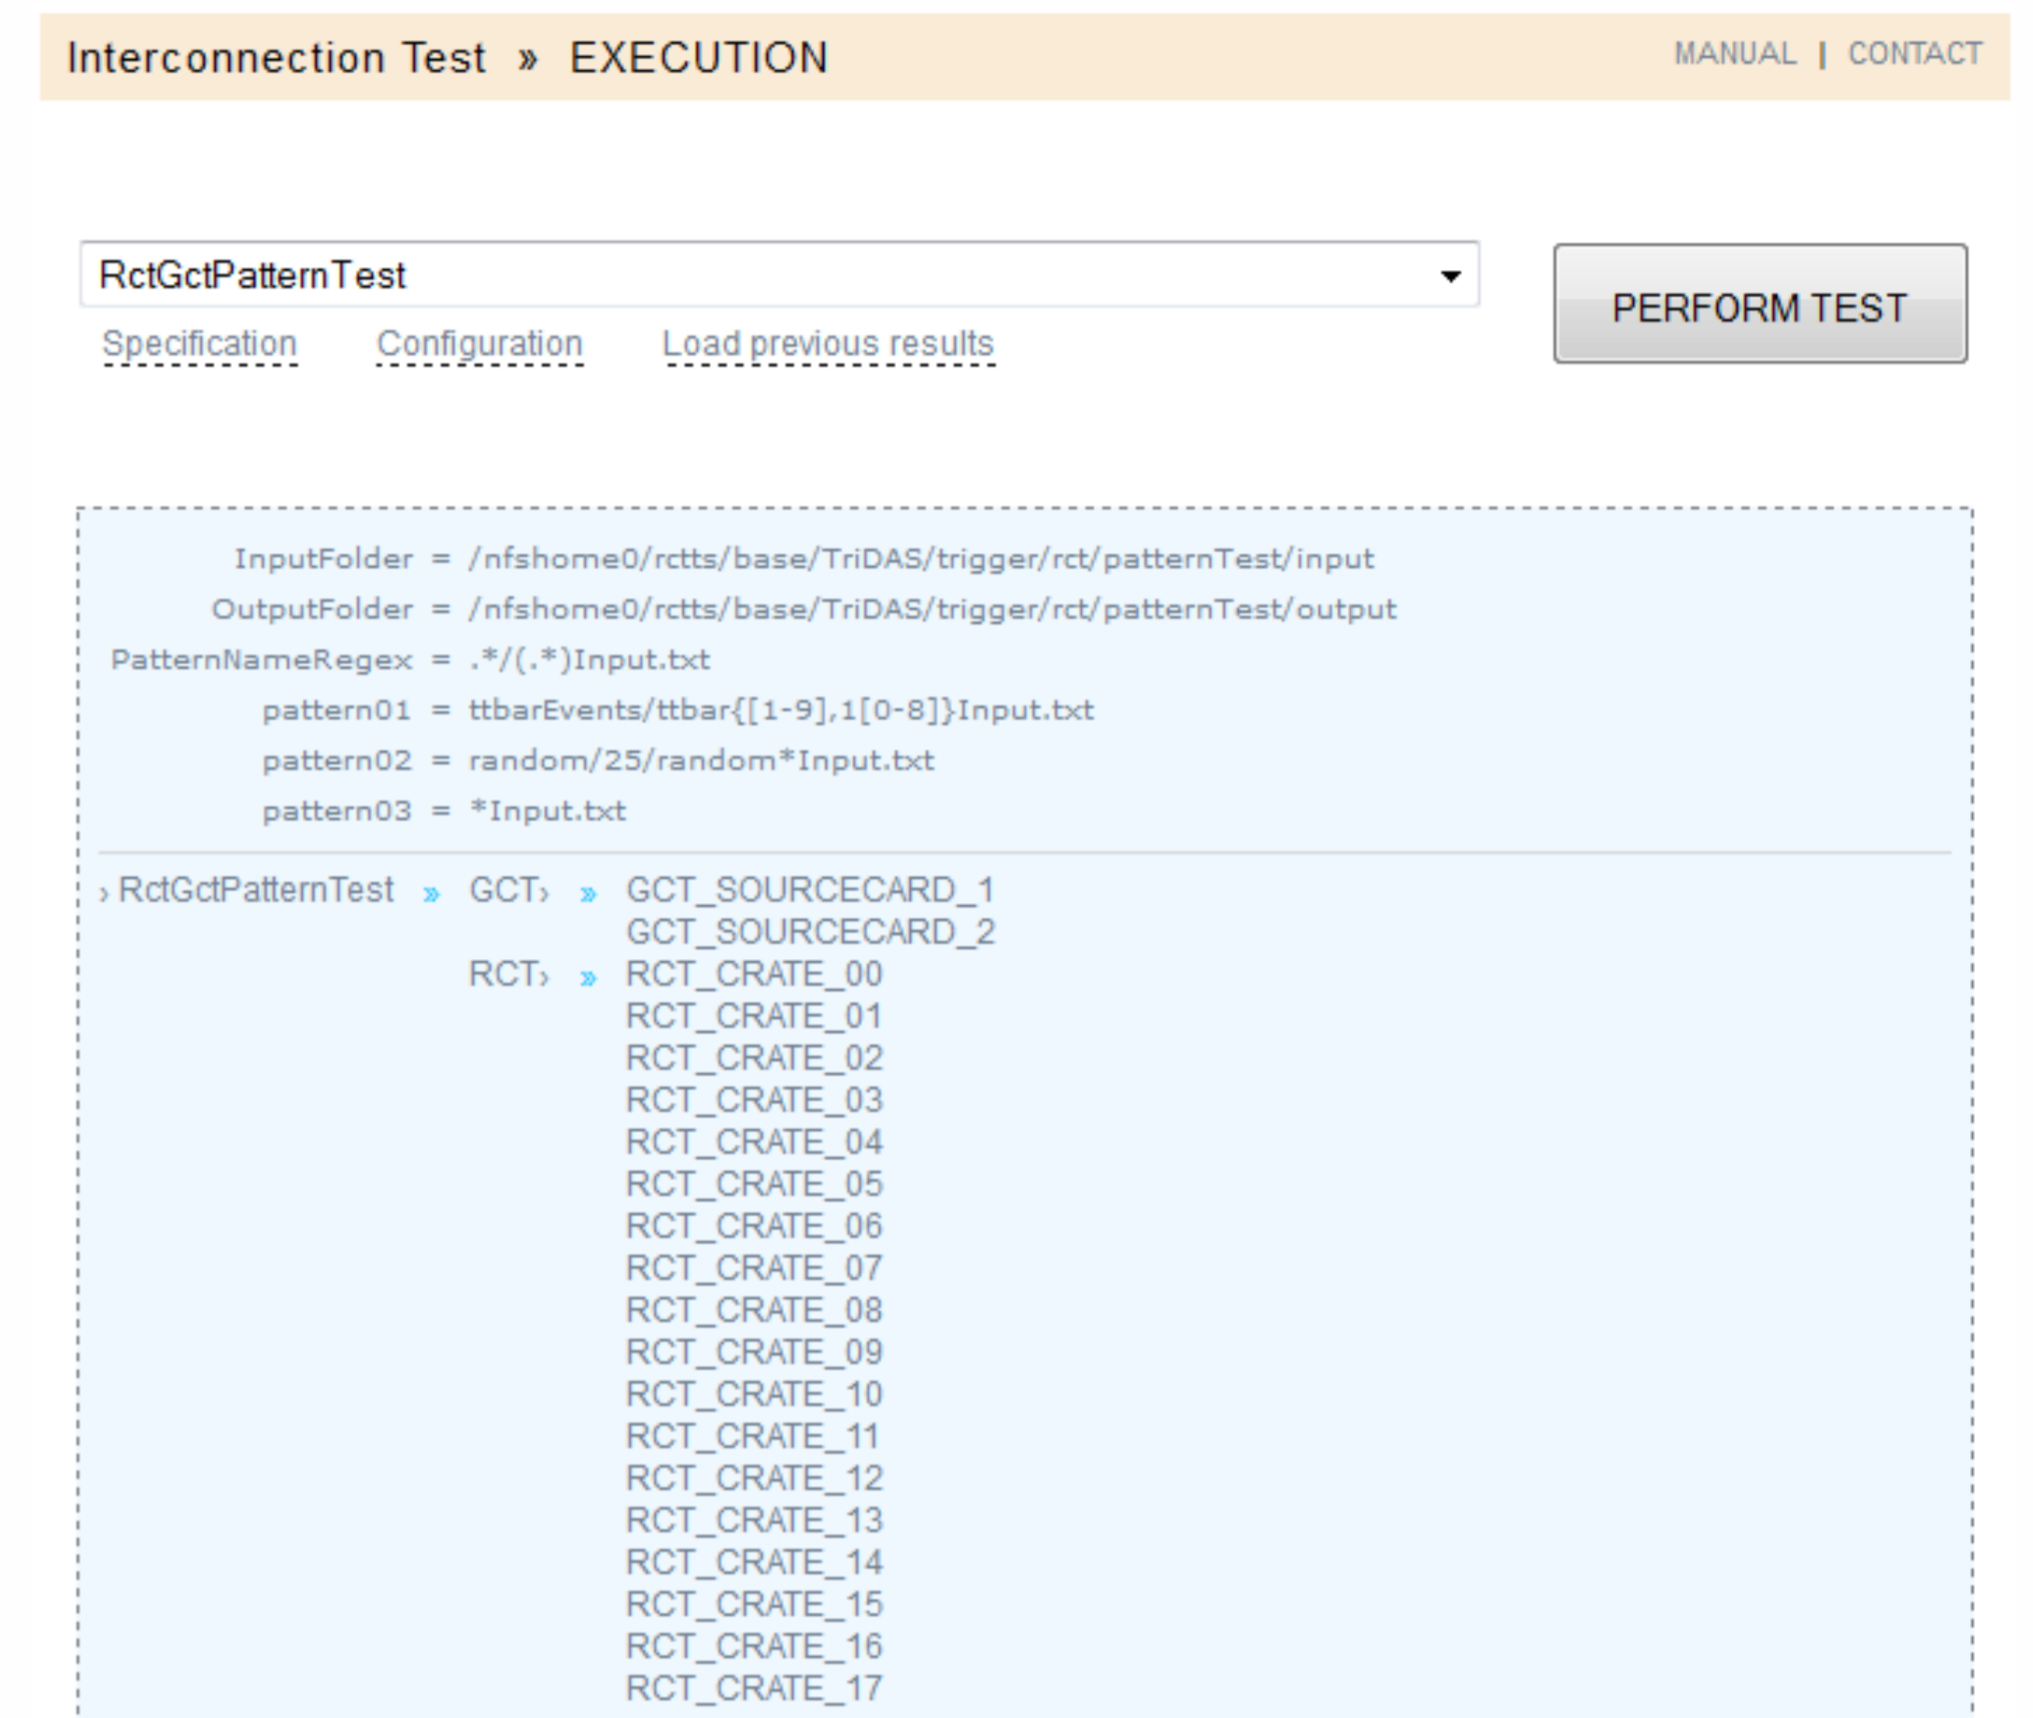 Interconnection Test » EXECUTION MANUAL | CONTACT
RctGctPatternTest
PERFORM TEST
Specification Configuration Load previous results
InputFolder = /nfshome0/rctts/base/TriDAS/trigger/rct/patternTest/input
OutputFolder = /nfshome0/rctts/base/TriDAS/trigger/rct/patternTest/output
PatternNameRegex = .*/(.*)Input.txt
pattern01 = ttbarEvents/ttbar{[1-9],1[0-8]}Input.txt
pattern02 = random/25/random*Input.txt
pattern03 = *Input.txt
› RctGctPatternTest » GCT› » GCT_SOURCECARD_1
GCT_SOURCECARD_2
RCT› » RCT_CRATE_00
RCT_CRATE_01
RCT_CRATE_02
RCT_CRATE_03
RCT_CRATE_04
RCT_CRATE_05
RCT_CRATE_06
RCT_CRATE_07
RCT_CRATE_08
RCT_CRATE_09
RCT_CRATE_10
RCT_CRATE_11
RCT_CRATE_12
RCT_CRATE_13
RCT_CRATE_14
RCT_CRATE_15
RCT_CRATE_16
RCT_CRATE_17